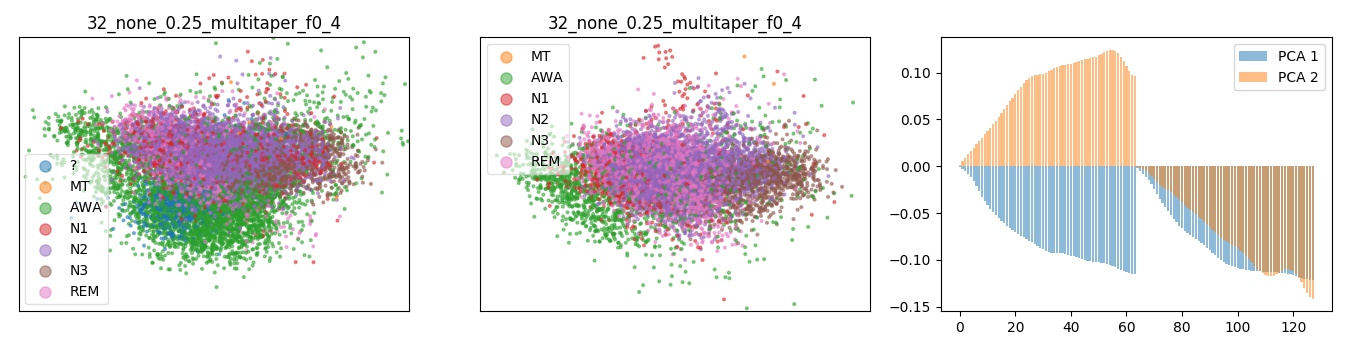 32_none_0.25_multitaper_f0_4
?
MT
AWA
N1
N2
N3
REM
32_none_0.25_multitaper_f0_4
MT
AWA
N1
N2
N3
REM
PCA 1
PCA 2
0.10
0.05
0.00
−0.05
−0.10
−0.15
0 20 40 60 80 100 120